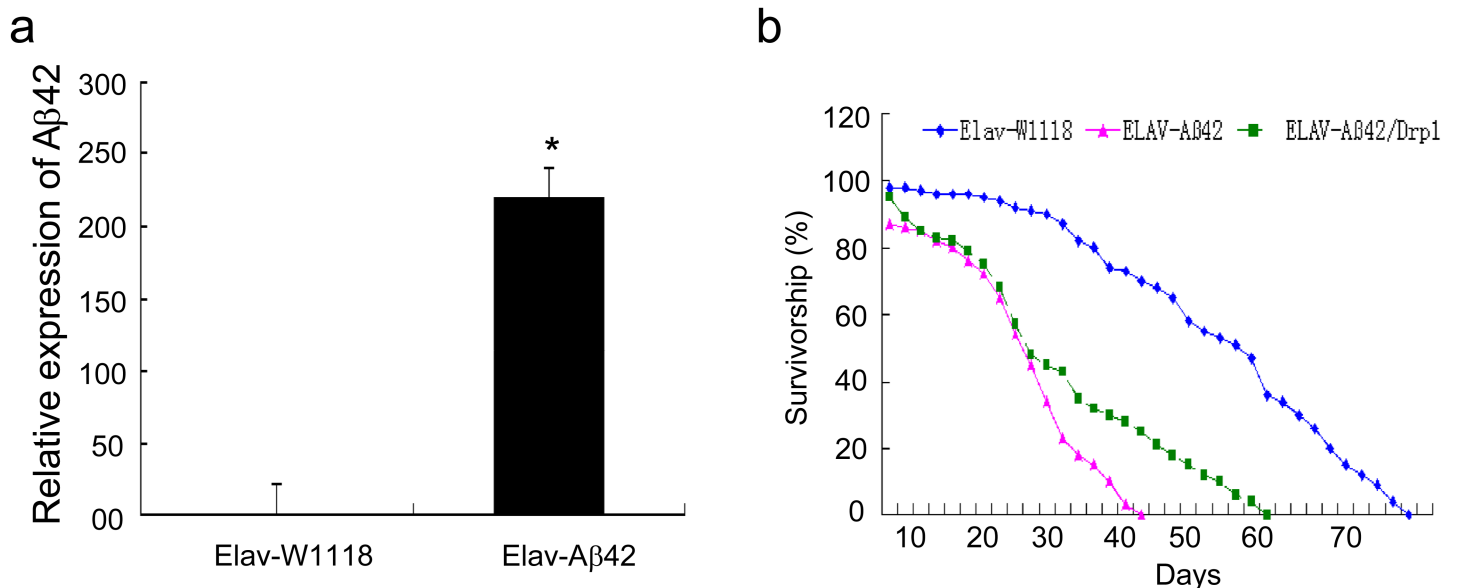 a
Relative expression of Aβ42
300
250
200
150
100
50
00
*
Elav-W1118
Elav-Aβ42
b
Survivorship (%)
120
100
80
60
40
20
0
Elav-W1118
ELAV-Aβ42
ELAV-Aβ42/Drp1
10 20 30 40 50 60 70
Days